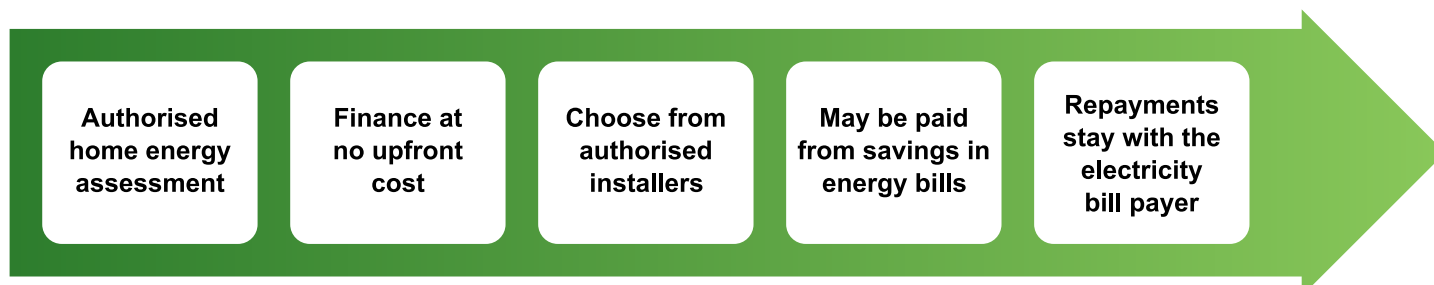 Authorised
home energy
assessment
Finance at
no upfront
cost
Choose from
authorised
installers
May be paid
from savings in
energy bills
Repayments
stay with the
electricity
bill payer